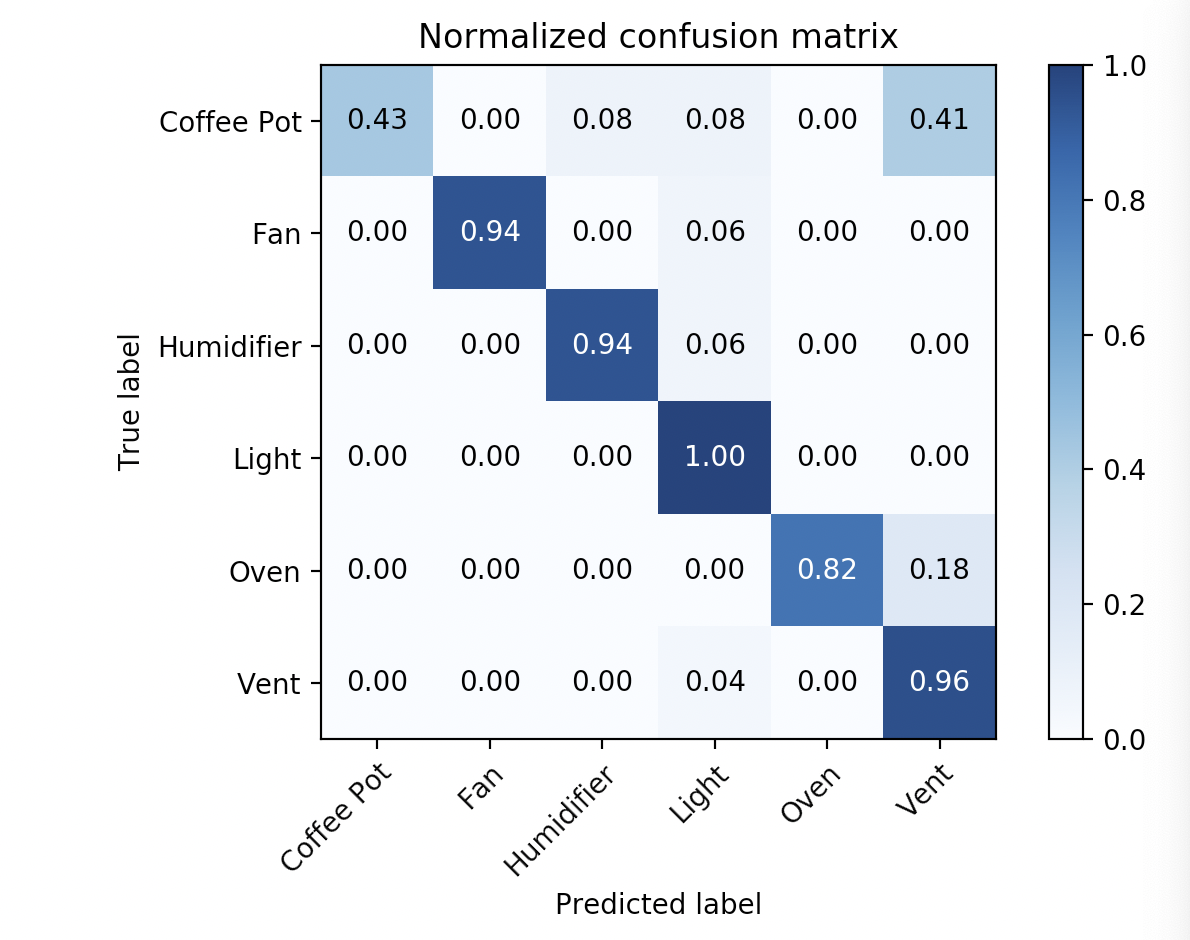 Normalized confusion matrix
True label
Coffee Pot 0.43 0.00 0.08 0.08 0.00 0.41
Fan 0.00 0.94 0.00 0.06 0.00 0.00
Humidifier 0.00 0.00 0.94 0.06 0.00 0.00
Light 0.00 0.00 0.00 1.00 0.00 0.00
Oven 0.00 0.00 0.00 0.00 0.82 0.18
Vent 0.00 0.00 0.00 0.04 0.00 0.96
Coffee Pot Fan Humidifier Light Oven Vent
Predicted label
1.0
0.8
0.6
0.4
0.2
0.0